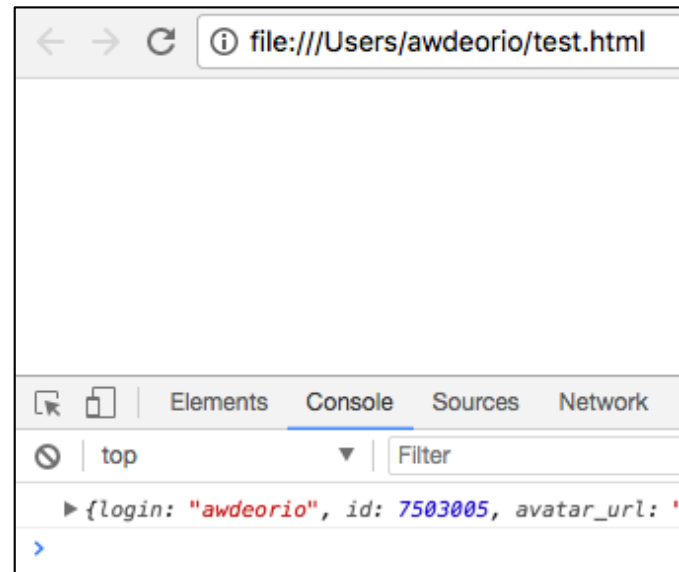 file:///Users/awdeorio/test.html
Elements Console Sources Network
top Filter
{login: "awdeorio", id: 7503005, avatar_url: "
>